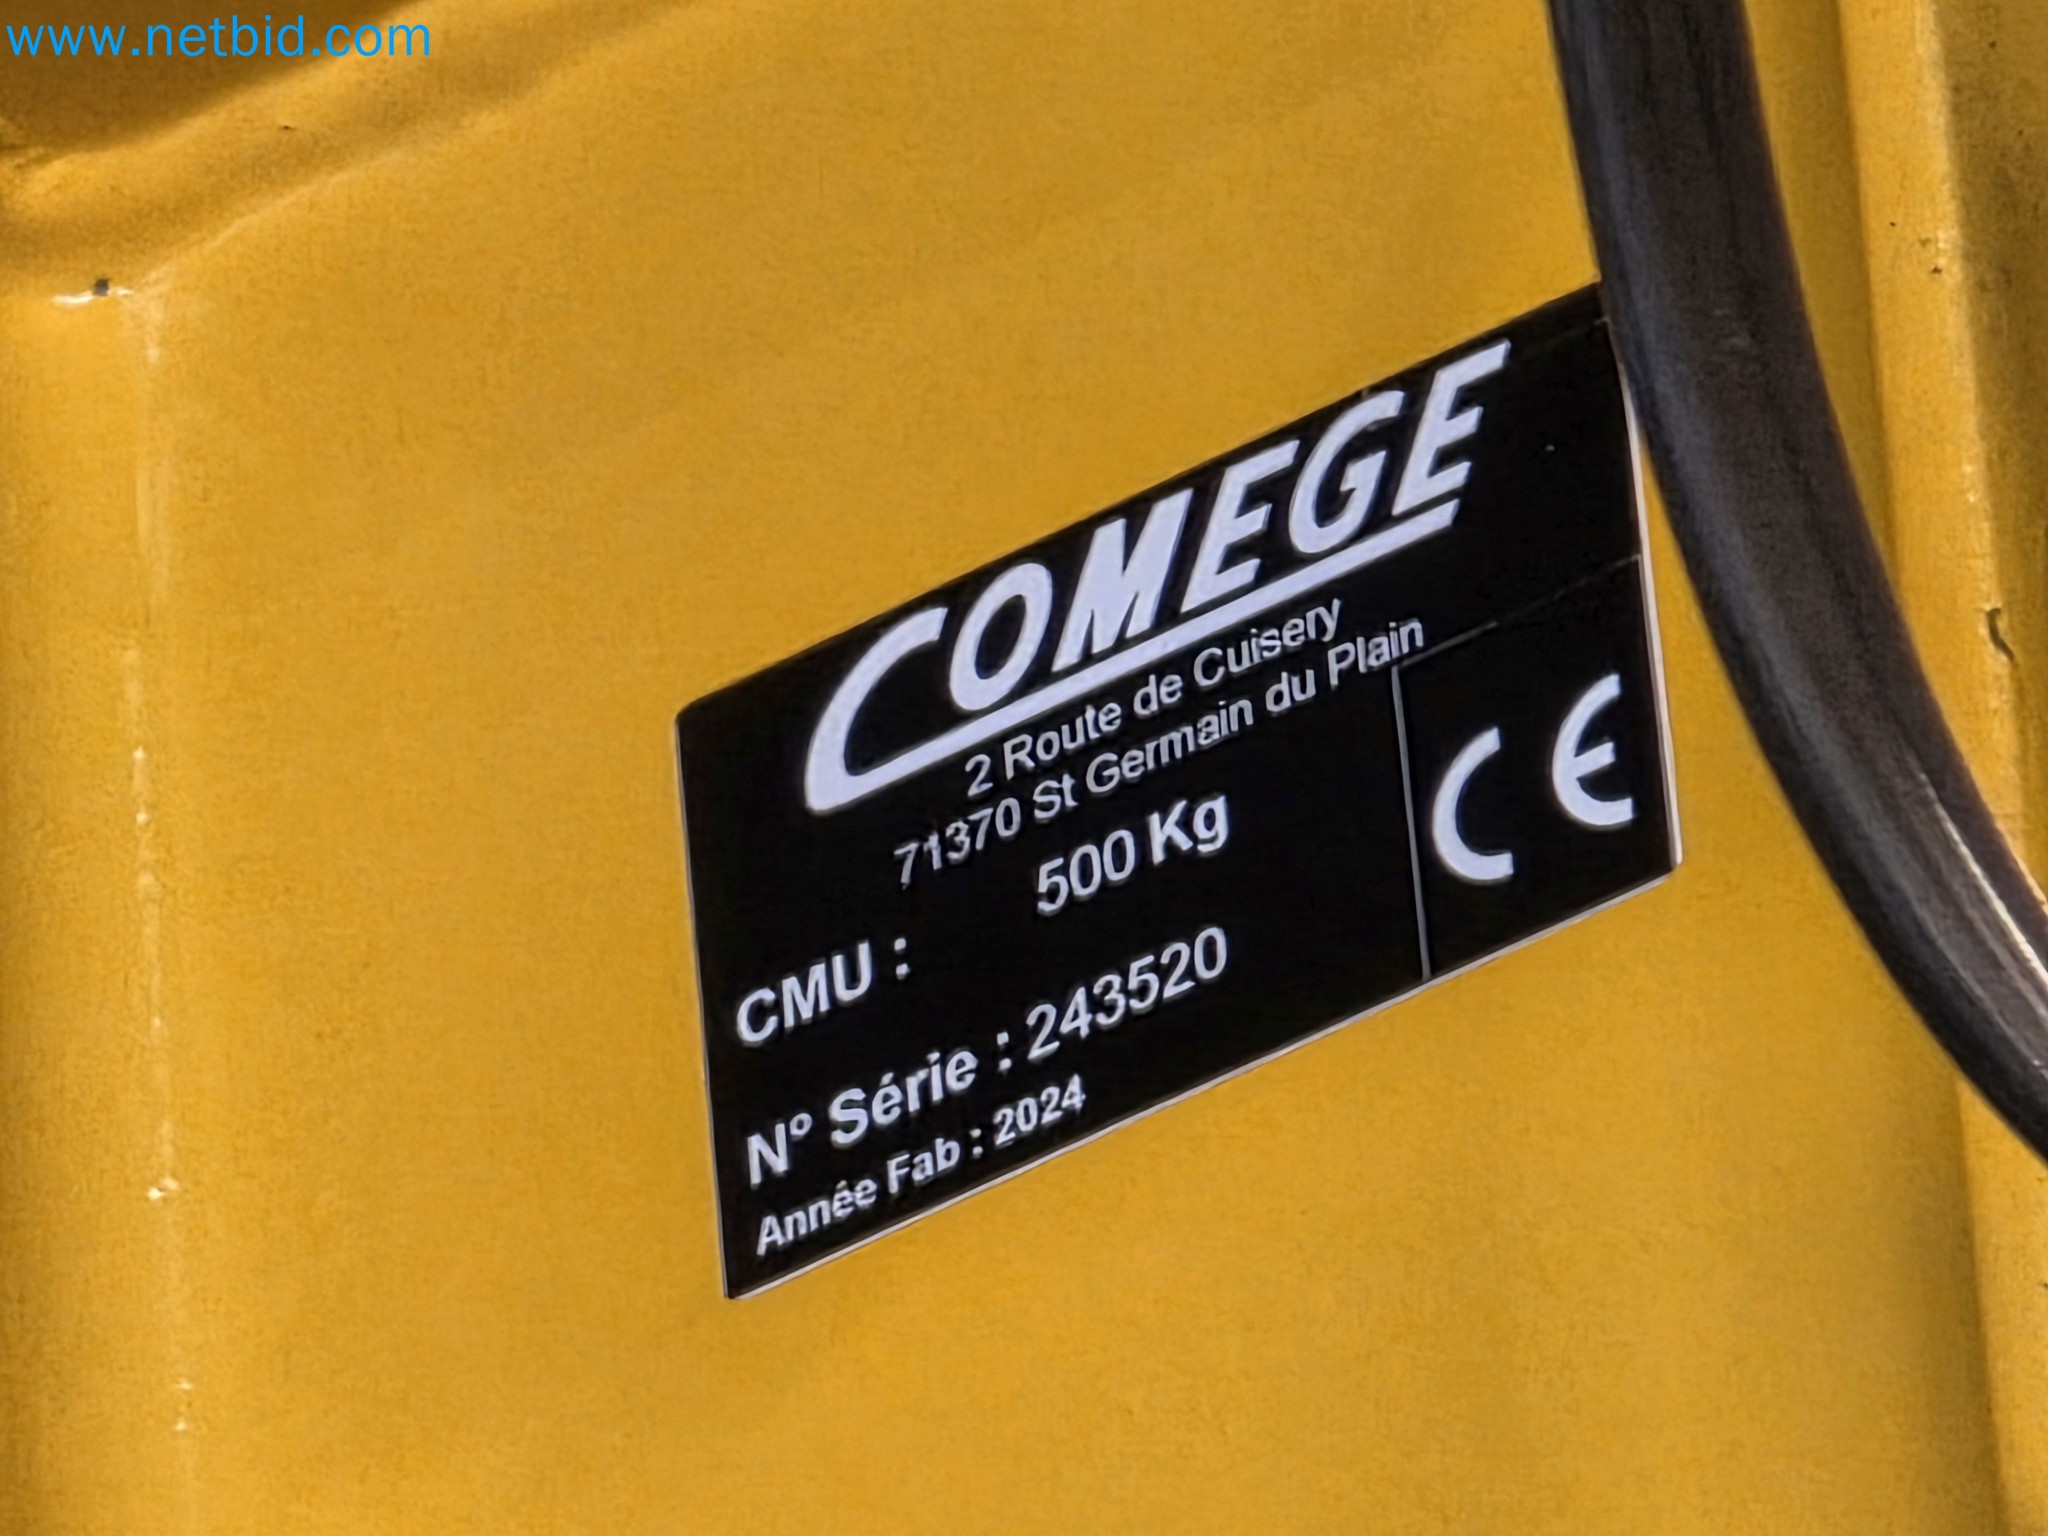 www.netbid.com
COMEGE
2 Route de Cuisery
71370 St Germain du Plain
CMU : 500 Kg
N° Série : 243520
Année Fab : 2024
CE